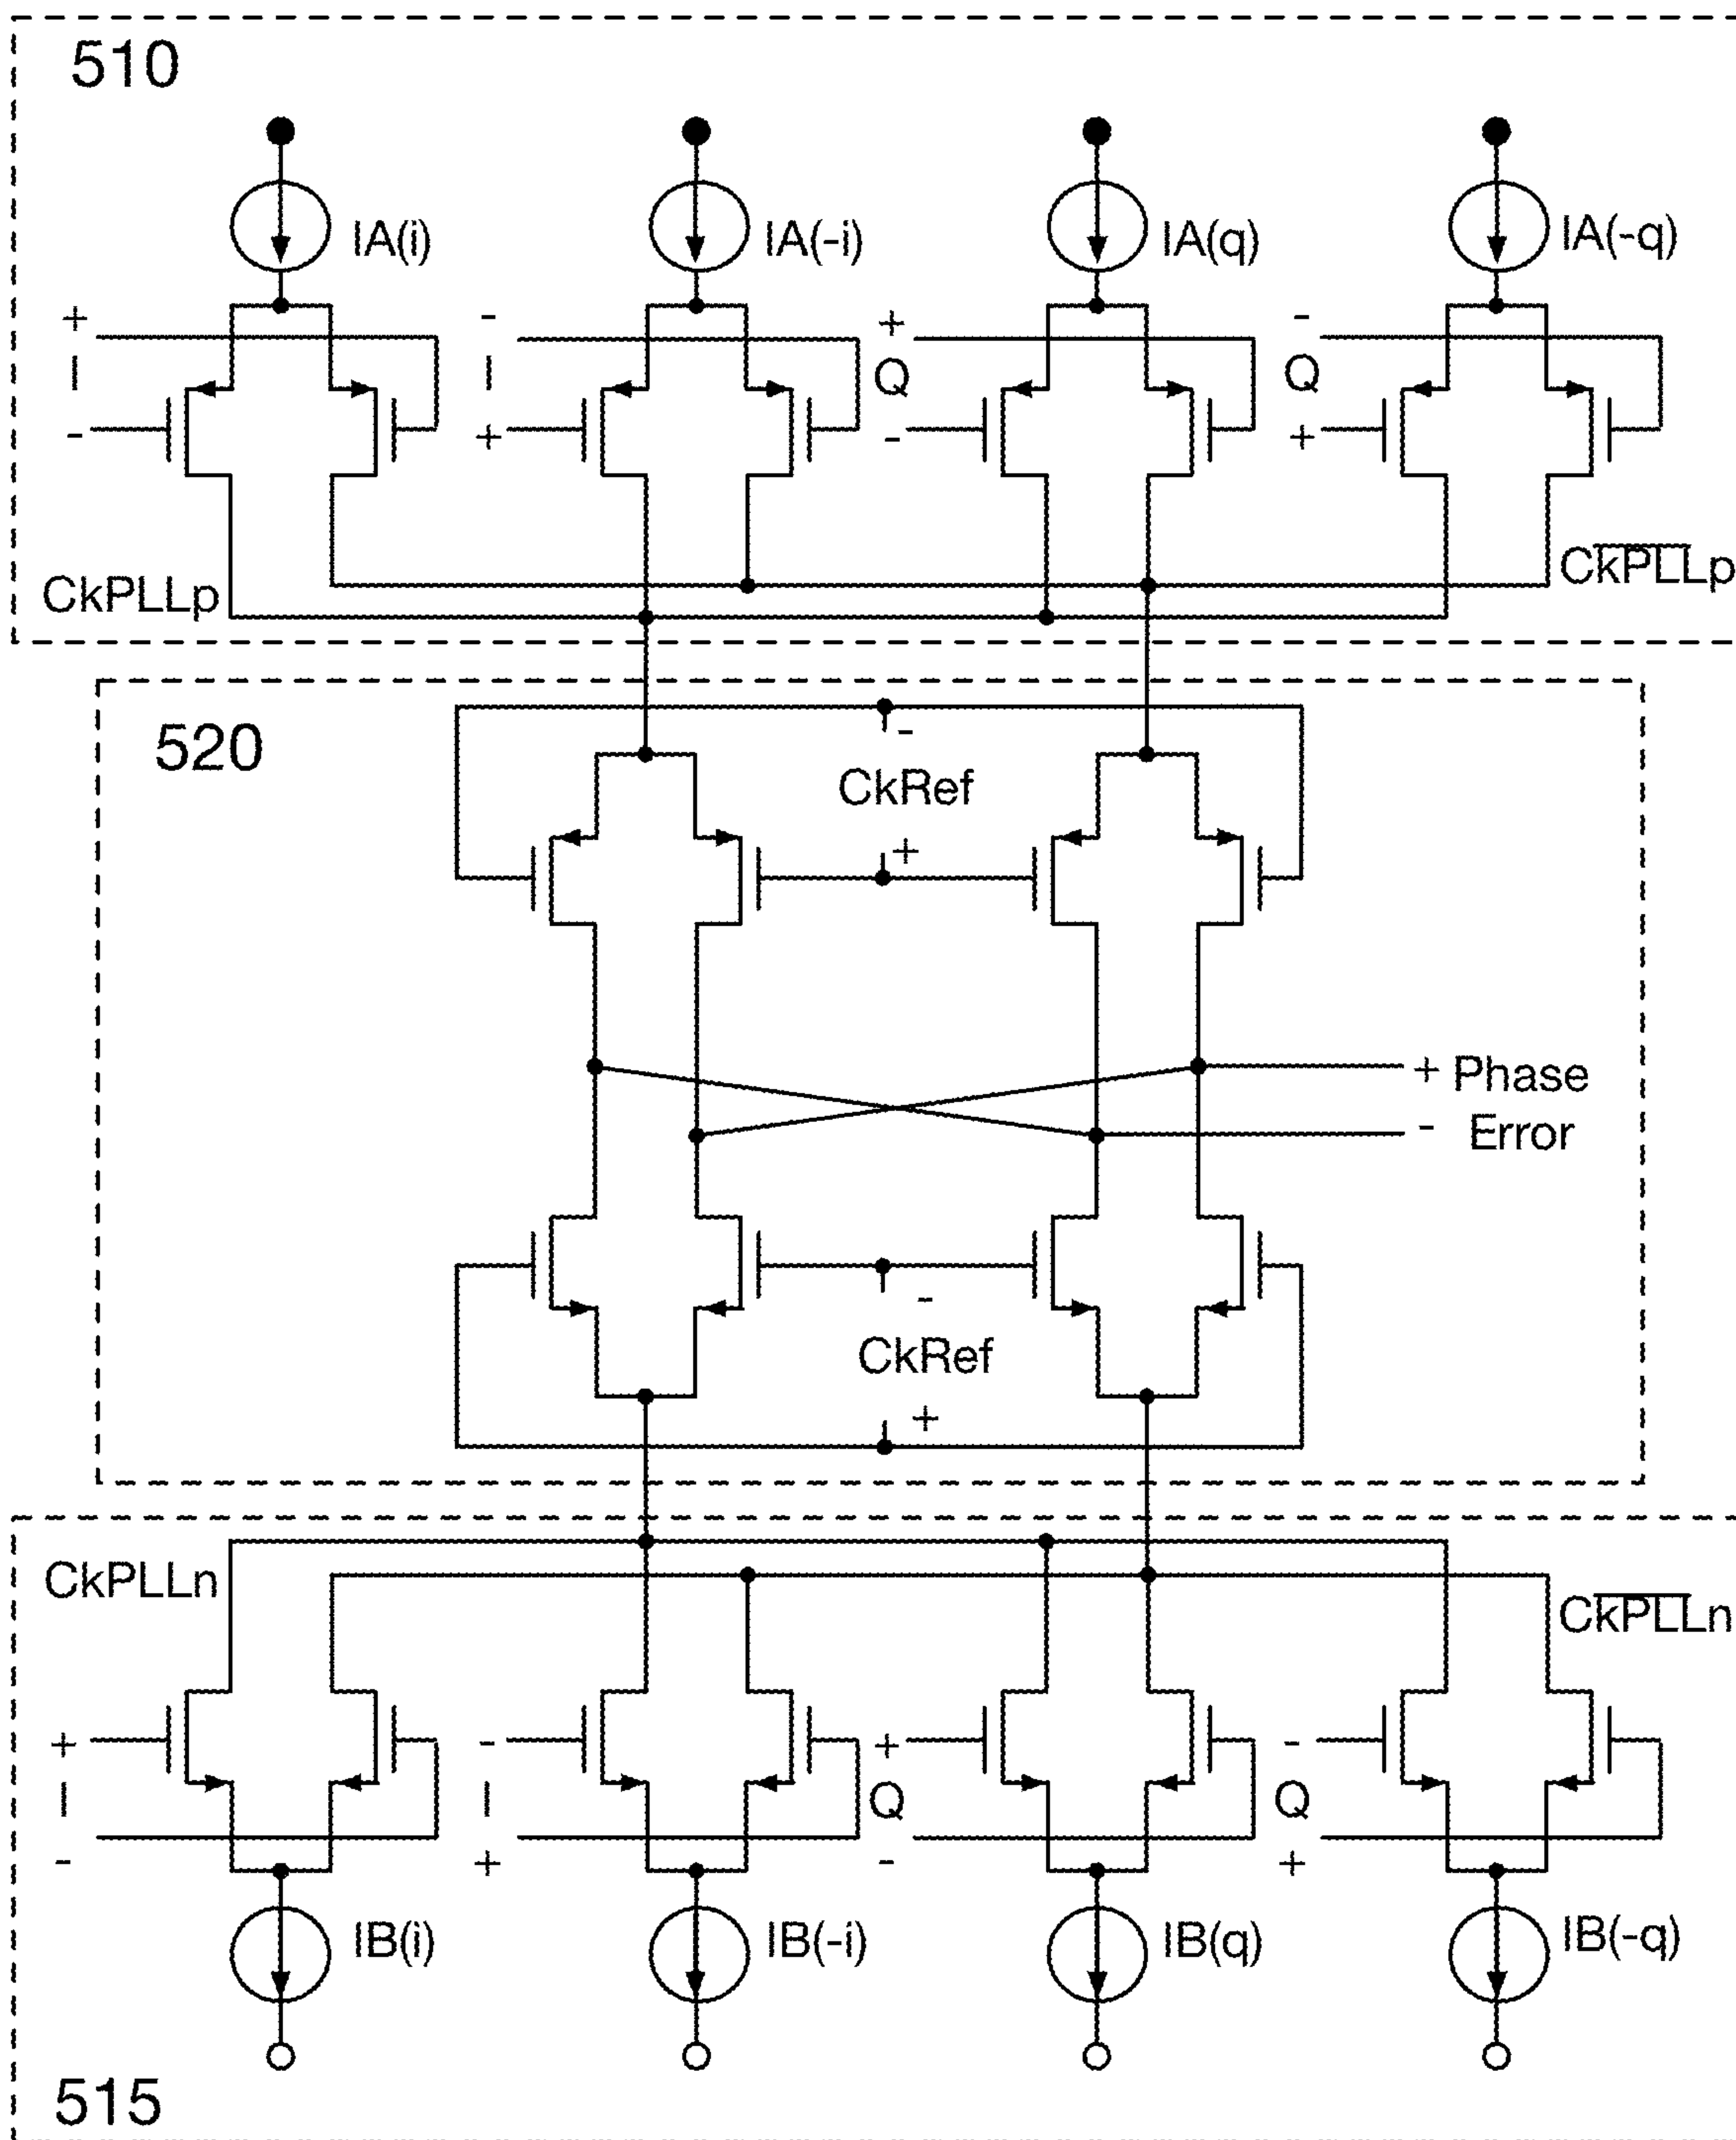 510
IA(i)
IA(-i)
IA(q)
IA(-q)
+
I
-
-
I
+
+
Q
-
-
Q
+
CkPLLp
CkPLLp
520
-
CkRef
+
+ Phase
- Error
-
CkRef
+
CkPLLn
CkPLLn
+
I
-
-
I
+
+
Q
-
-
Q
+
IB(i)
IB(-i)
IB(q)
IB(-q)
515